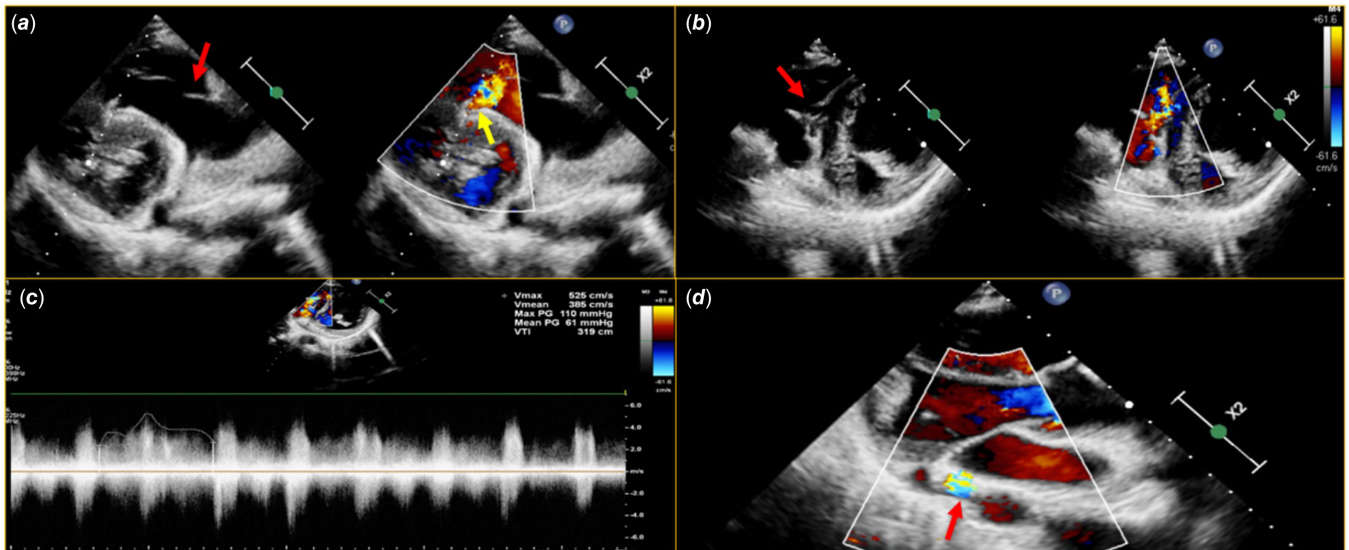 (a)
P
X2
(b)
P
X2
M4
+61.6
-61.6
cm/s
(c)
Vmax 525 cm/s
Vmean 385 cm/s
Max PG 110 mmHg
Mean PG 61 mmHg
VTI 319 cm
M3 M4
+61.6
-61.6
cm/s
6.0
4.0
2.0
m/s
-2.0
-4.0
-6.0
(d)
P
X2